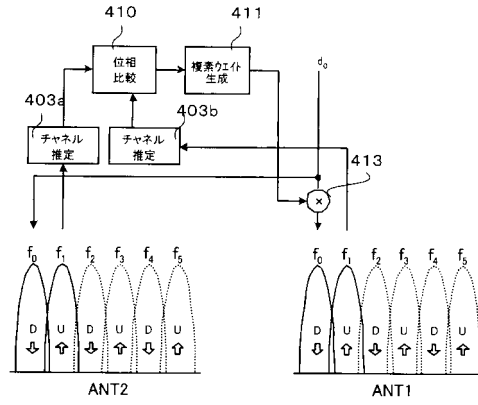 410
411
位相
比較
複素ウエイト
生成
d₀
403a
403b
チャネル
推定
チャネル
推定
413
×
f₀ f₁ f₂ f₃ f₄ f₅
f₀ f₁ f₂ f₃ f₄ f₅
D U D U D U
D U D U D U
ANT2
ANT1